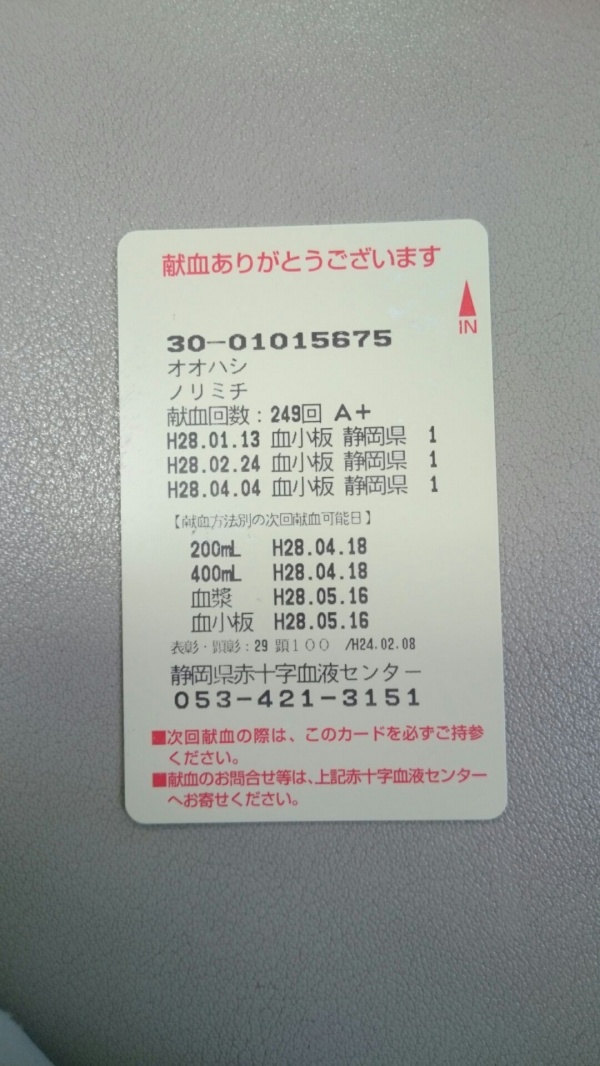 献血ありがとうございます
IN
30-01015675
オオハシ
ノリミチ
献血回数：249回 A+
H28.01.13 血小板 静岡県 1
H28.02.24 血小板 静岡県 1
H28.04.04 血小板 静岡県 1
【献血方法別の次回献血可能日】
200mL H28.04.18
400mL H28.04.18
血漿 H28.05.16
血小板 H28.05.16
表彰・顕彰：29 顕100 /H24.02.08
静岡県赤十字血液センター
053-421-3151
■次回献血の際は、このカードを必ずご持参
ください。
■献血のお問合せ等は、上記赤十字血液センター
へお寄せください。